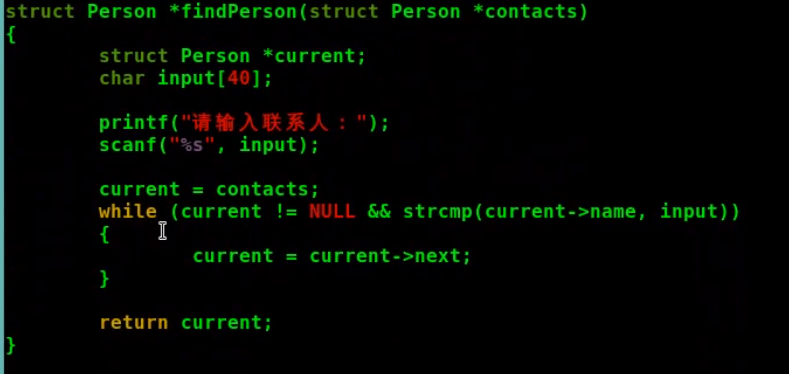 struct Person *findPerson(struct Person *contacts)
{
struct Person *current;
char input[40];
printf("请输入联系人：");
scanf("%s", input);
current = contacts;
while (current != NULL && strcmp(current->name, input))
{
current = current->next;
}
return current;
}